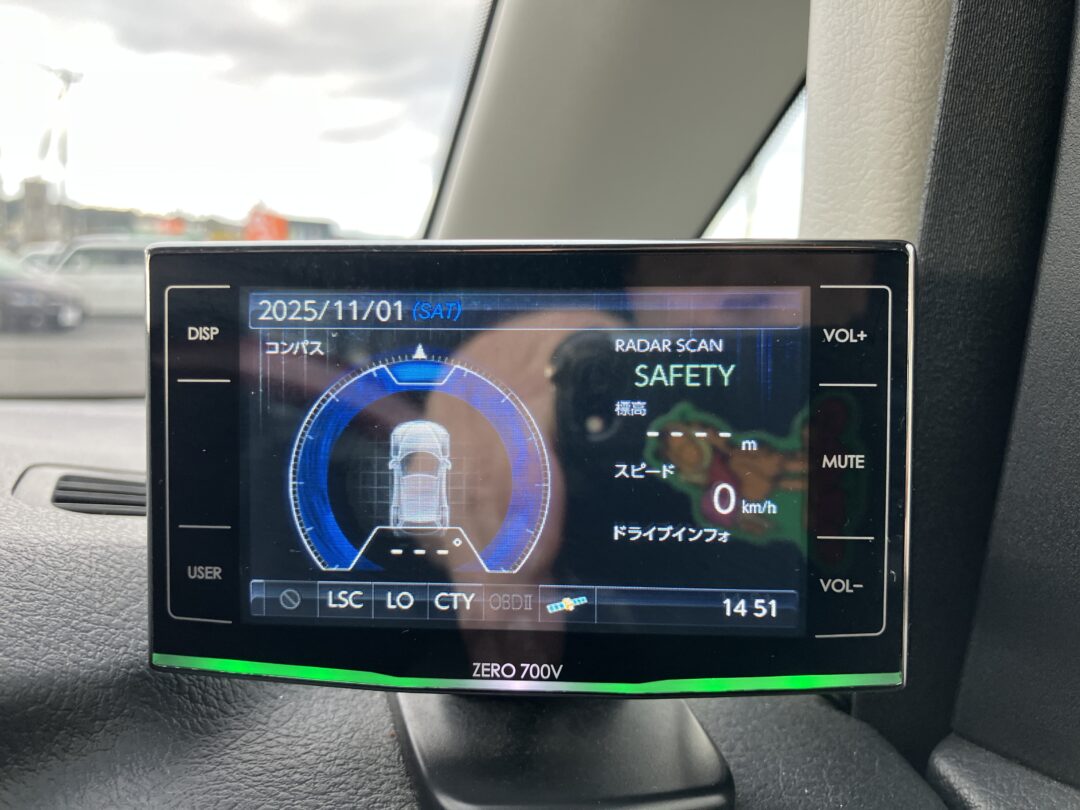 DISP
USER
2025/11/01 (SAT)
コンパス
---°
RADAR SCAN
SAFETY
標高
---- m
スピード
0 km/h
ドライブインフォ
LSC LO CTY OBDII
14 51
VOL+
MUTE
VOL-
ZERO 700V